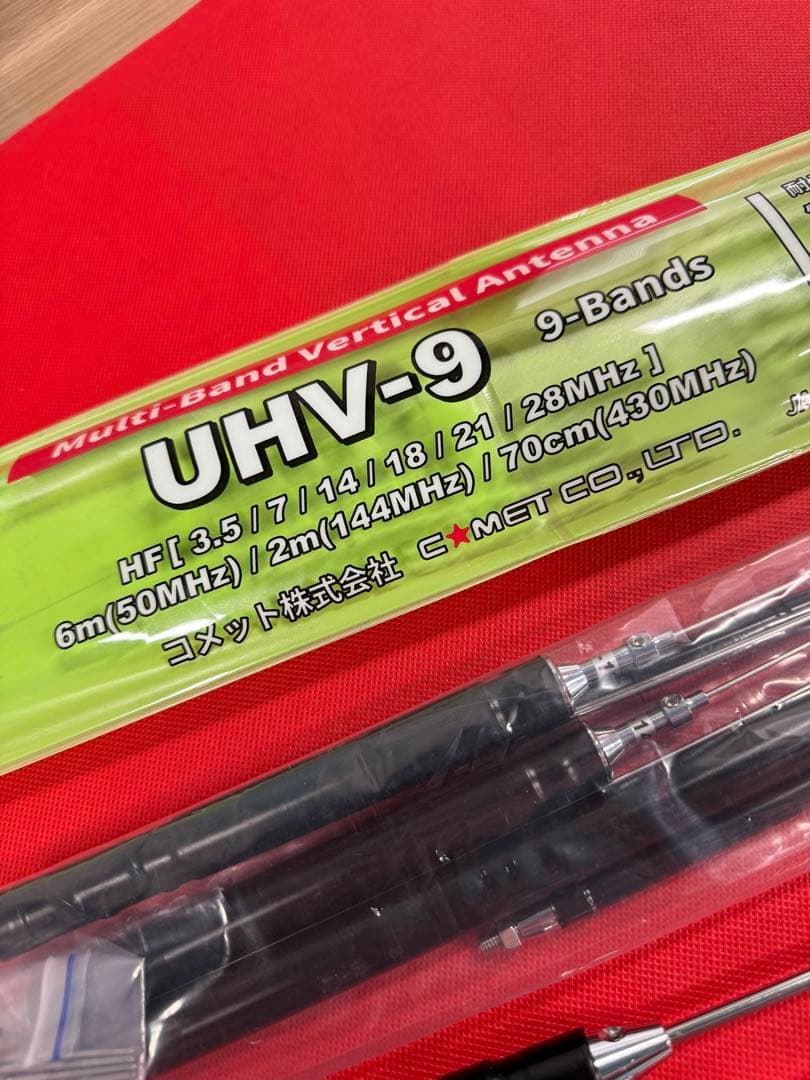 Multi-Band Vertical Antenna
UHV-9 9-Bands
HF [ 3.5 / 7 / 14 / 18 / 21 / 28MHz ]
6m(50MHz) / 2m(144MHz) / 70cm(430MHz)
コメット株式会社 C★MET CO., LTD.